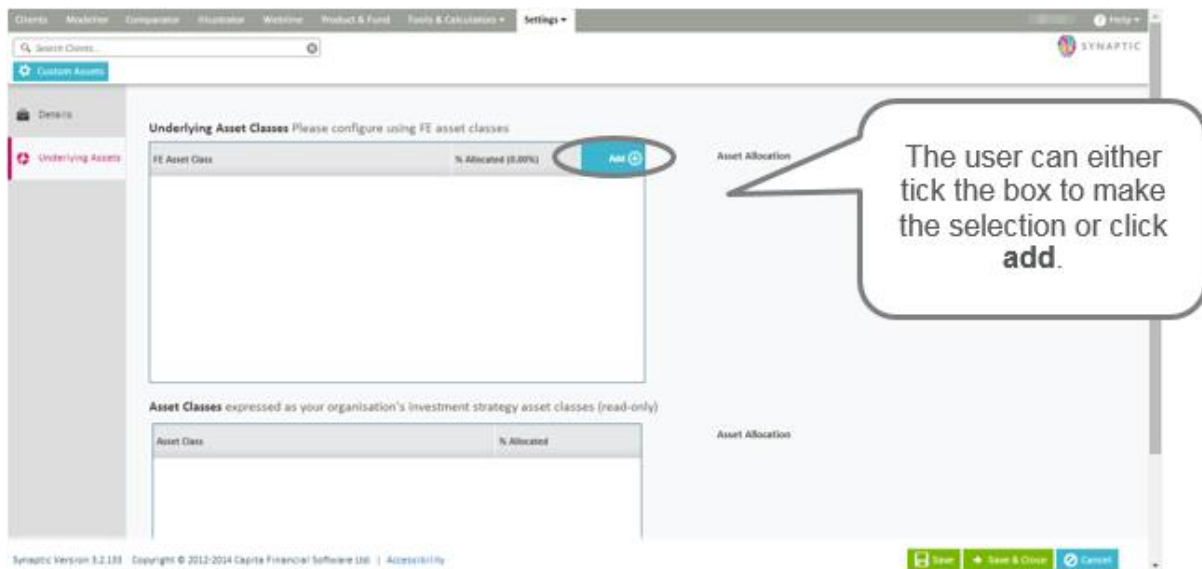 Clients Modeller Comparator Illustrator Webline Product & Fund Tools & Calculators Settings Help
Search Clients...
SYNAPTIC
Custom Assets
Details
Underlying Assets
Underlying Asset Classes Please configure using FE asset classes
FE Asset Class % Allocated (0.00%) Add
Asset Allocation
The user can either
tick the box to make
the selection or click
add.
Asset Classes expressed as your organisation's investment strategy asset classes (read-only)
Asset Class % Allocated
Asset Allocation
Synaptic Version 3.2.133 Copyright © 2012-2014 Capita Financial Software Ltd. | Accessibility
Save Save & Close Cancel